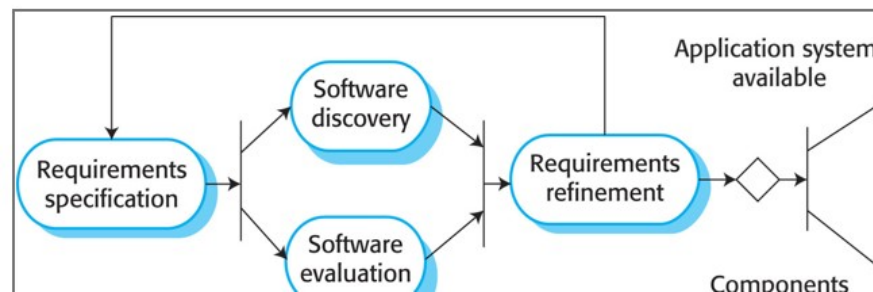 Application system
available
Software
discovery
Requirements
specification
Requirements
refinement
Software
evaluation
Components